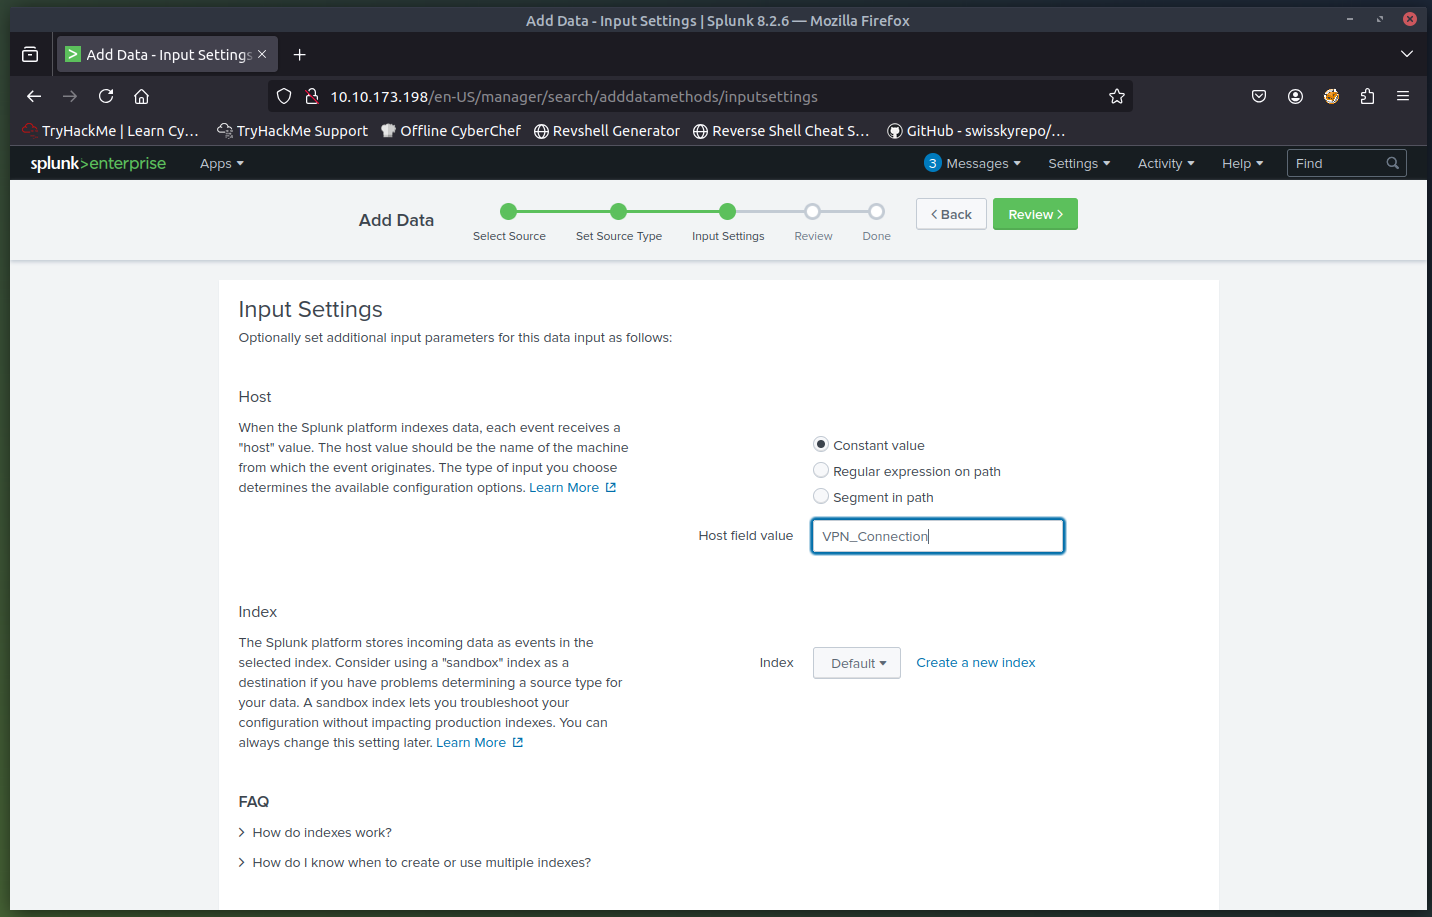 Add Data - Input Settings | Splunk 8.2.6 — Mozilla Firefox
Add Data - Input Settings
10.10.173.198/en-US/manager/search/adddatamethods/inputsettings
TryHackMe | Learn Cy… TryHackMe Support Offline CyberChef Revshell Generator Reverse Shell Cheat S… GitHub - swisskyrepo/…
splunk>enterprise Apps 3 Messages Settings Activity Help Find
Add Data
Select Source Set Source Type Input Settings Review Done
Back Review
Input Settings
Optionally set additional input parameters for this data input as follows:
Host
When the Splunk platform indexes data, each event receives a
"host" value. The host value should be the name of the machine
from which the event originates. The type of input you choose
determines the available configuration options. Learn More
Constant value
Regular expression on path
Segment in path
Host field value VPN_Connection
Index
The Splunk platform stores incoming data as events in the
selected index. Consider using a "sandbox" index as a
destination if you have problems determining a source type for
your data. A sandbox index lets you troubleshoot your
configuration without impacting production indexes. You can
always change this setting later. Learn More
Index Default Create a new index
FAQ
How do indexes work?
How do I know when to create or use multiple indexes?